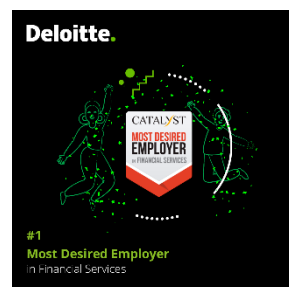 Deloitte.
CATALYST
MOST DESIRED
EMPLOYER
IN FINANCIAL SERVICES
#1
Most Desired Employer
in Financial Services